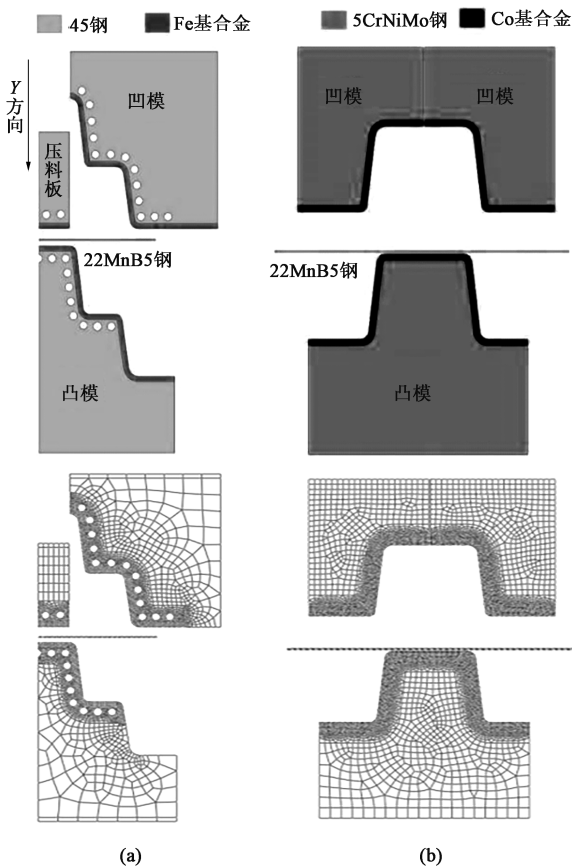 45钢 Fe基合金 5CrNiMo钢 Co基合金
Y方向
凹模
压料板
22MnB5钢
凸模
凹模 凹模
22MnB5钢
凸模
(a) (b)